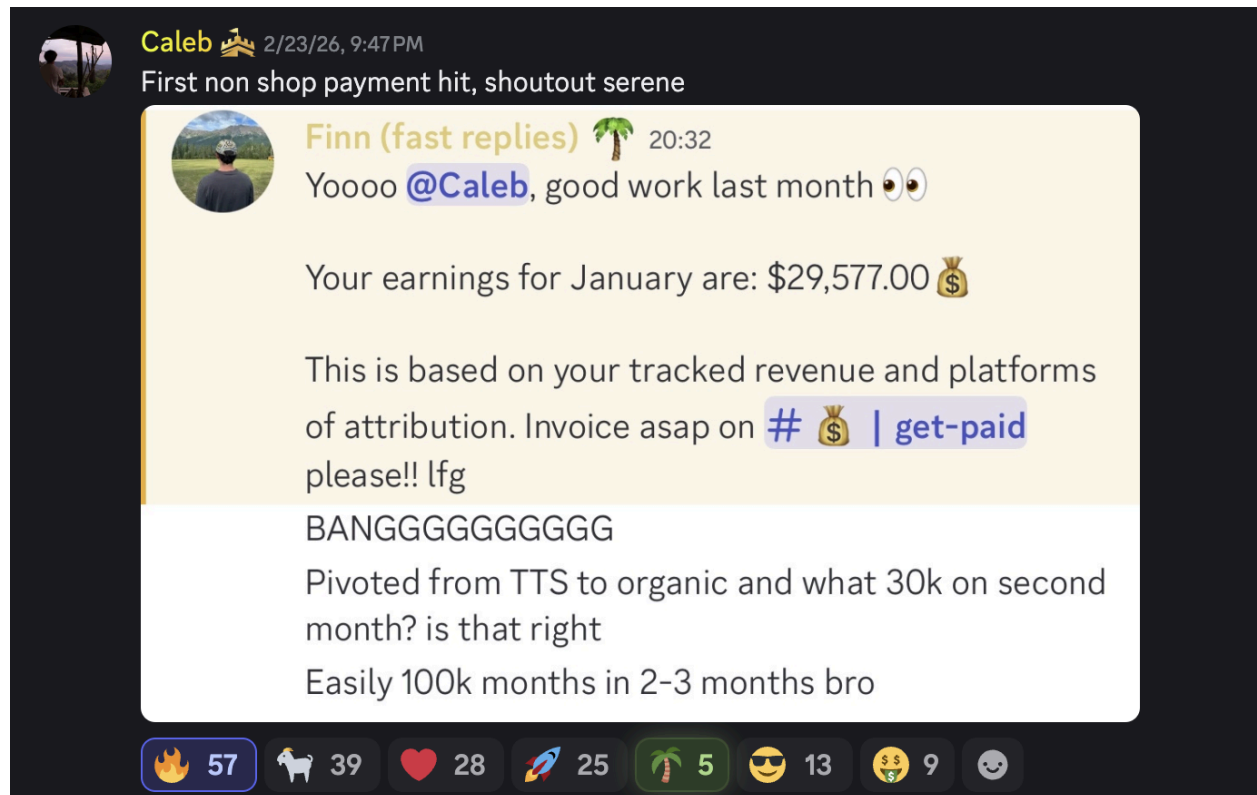 Caleb 2/23/26, 9:47 PM
First non shop payment hit, shoutout serene
Finn (fast replies) 🌴 20:32
Yoooo @Caleb, good work last month 👀
Your earnings for January are: $29,577.00 💰
This is based on your tracked revenue and platforms
of attribution. Invoice asap on # 💰 | get-paid
please!! lfg
BANGGGGGGGGGG
Pivoted from TTS to organic and what 30k on second
month? is that right
Easily 100k months in 2-3 months bro
🔥 57 🐐 39 ❤️ 28 🚀 25 🌴 5 😎 13 🤑 9